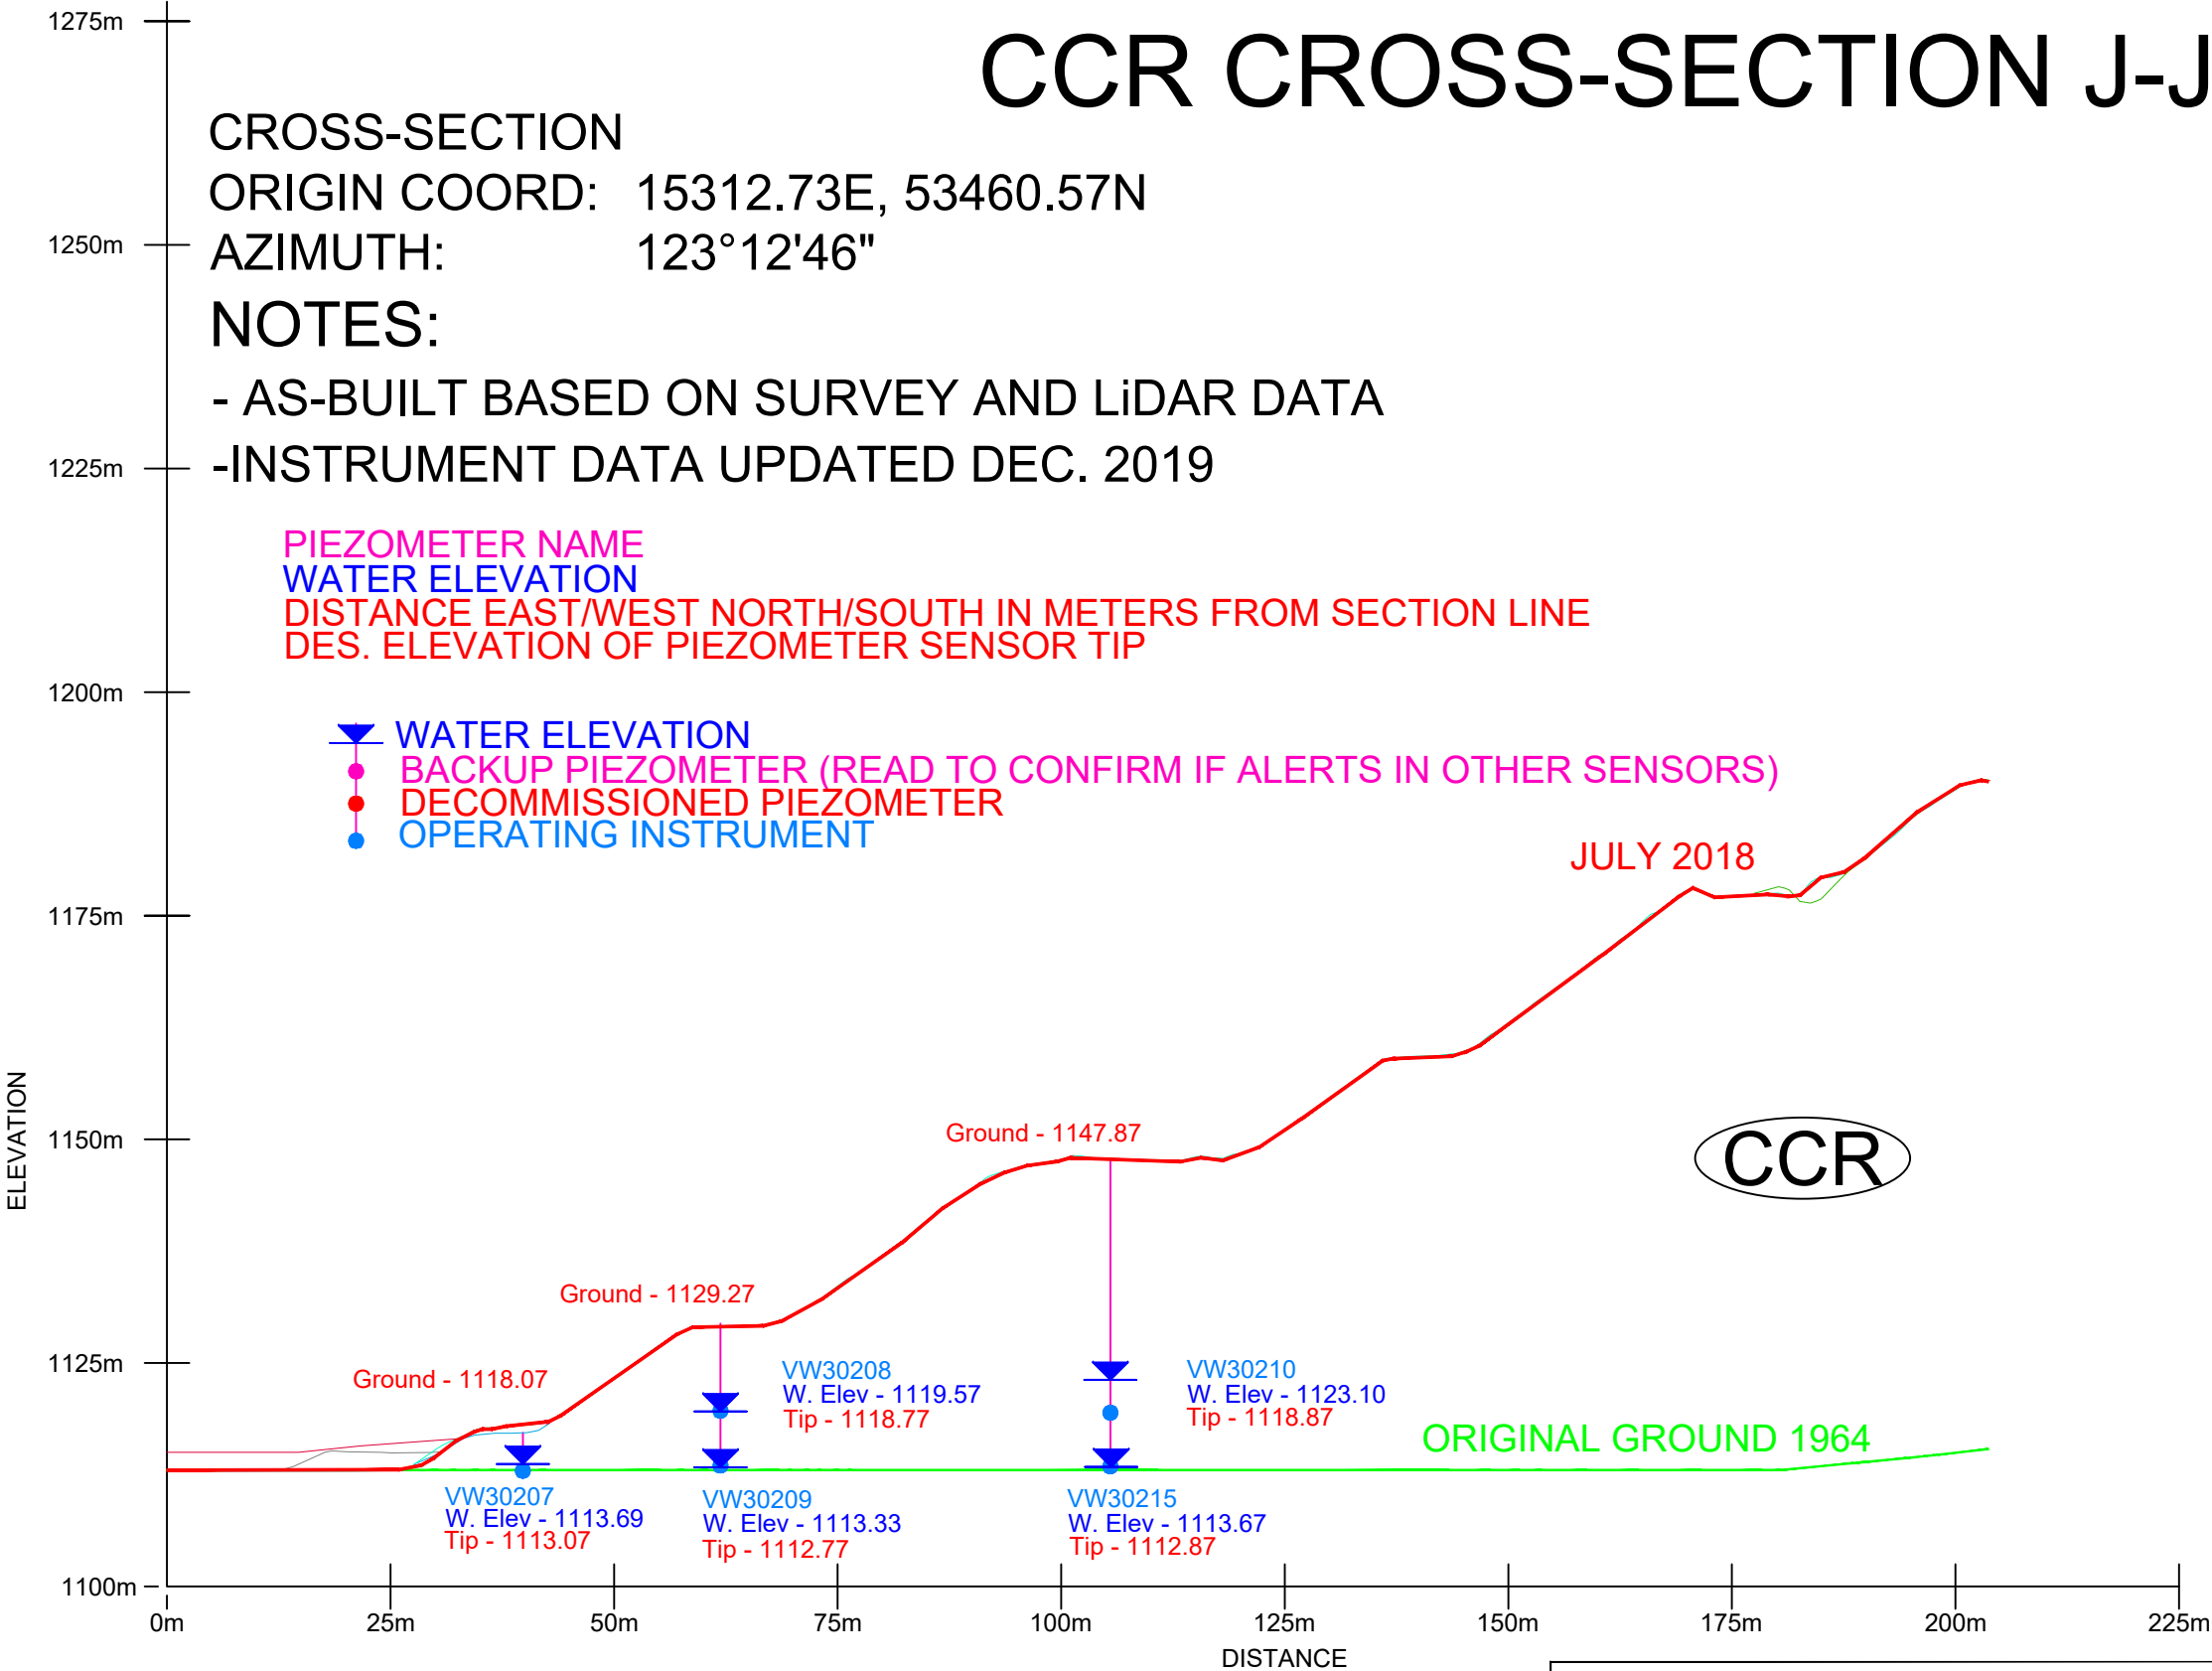 CCR CROSS-SECTION J-J
CROSS-SECTION
ORIGIN COORD: 15312.73E, 53460.57N
AZIMUTH: 123°12'46"
NOTES:
- AS-BUILT BASED ON SURVEY AND LiDAR DATA
-INSTRUMENT DATA UPDATED DEC. 2019
PIEZOMETER NAME
WATER ELEVATION
DISTANCE EAST/WEST NORTH/SOUTH IN METERS FROM SECTION LINE
DES. ELEVATION OF PIEZOMETER SENSOR TIP
WATER ELEVATION
BACKUP PIEZOMETER (READ TO CONFIRM IF ALERTS IN OTHER SENSORS)
DECOMMISSIONED PIEZOMETER
OPERATING INSTRUMENT
1275m
1250m
1225m
1200m
1175m
1150m
1125m
1100m
ELEVATION
JULY 2018
CCR
Ground - 1147.87
Ground - 1129.27
Ground - 1118.07
VW30208
W. Elev - 1119.57
Tip - 1118.77
VW30210
W. Elev - 1123.10
Tip - 1118.87
ORIGINAL GROUND 1964
VW30207
W. Elev - 1113.69
Tip - 1113.07
VW30209
W. Elev - 1113.33
Tip - 1112.77
VW30215
W. Elev - 1113.67
Tip - 1112.87
0m 25m 50m 75m 100m 125m 150m 175m 200m 225m
DISTANCE